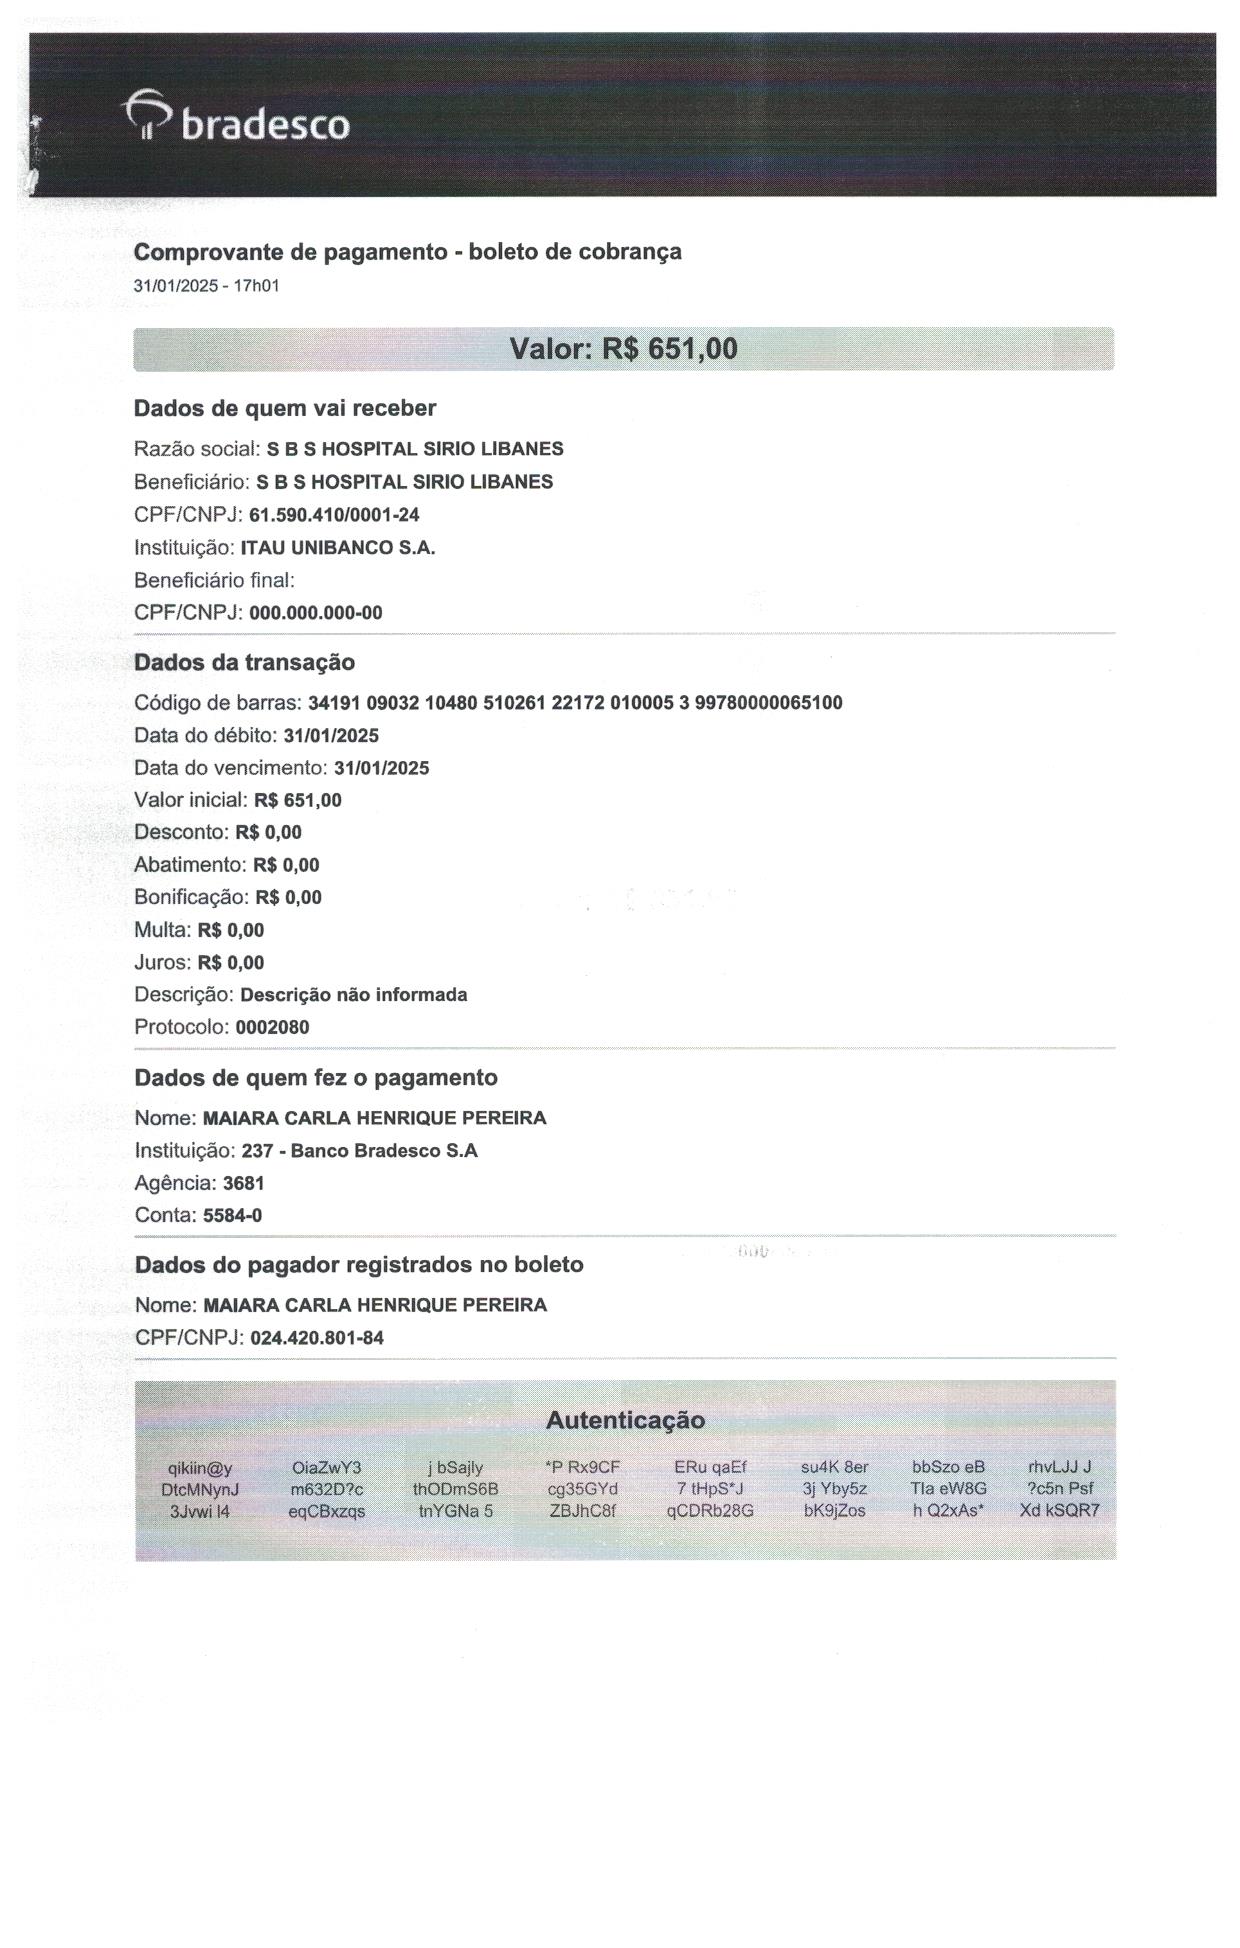 bradesco
Comprovante de pagamento - boleto de cobrança
31/01/2025 - 17h01
Valor: R$ 651,00
Dados de quem vai receber
Razão social: S B S HOSPITAL SIRIO LIBANES
Beneficiário: S B S HOSPITAL SIRIO LIBANES
CPF/CNPJ: 61.590.410/0001-24
Instituição: ITAU UNIBANCO S.A.
Beneficiário final:
CPF/CNPJ: 000.000.000-00
Dados da transação
Código de barras: 34191 09032 10480 510261 22172 010005 3 99780000065100
Data do débito: 31/01/2025
Data do vencimento: 31/01/2025
Valor inicial: R$ 651,00
Desconto: R$ 0,00
Abatimento: R$ 0,00
Bonificação: R$ 0,00
Multa: R$ 0,00
Juros: R$ 0,00
Descrição: Descrição não informada
Protocolo: 0002080
Dados de quem fez o pagamento
Nome: MAIARA CARLA HENRIQUE PEREIRA
Instituição: 237 - Banco Bradesco S.A
Agência: 3681
Conta: 5584-0
Dados do pagador registrados no boleto
Nome: MAIARA CARLA HENRIQUE PEREIRA
CPF/CNPJ: 024.420.801-84
Autenticação
qikiin@y OiaZwY3 j bSajly *P Rx9CF ERu qaEf su4K 8er bbSzo eB rhvLJJ J
DtcMNynJ m632D?c thODmS6B cg35GYd 7 tHpS*J 3j Yby5z Tla eW8G ?c5n Psf
3Jvwi l4 eqCBxzqs tnYGNa 5 ZBJhC8f qCDRb28G bK9jZos h Q2xAs* Xd kSQR7